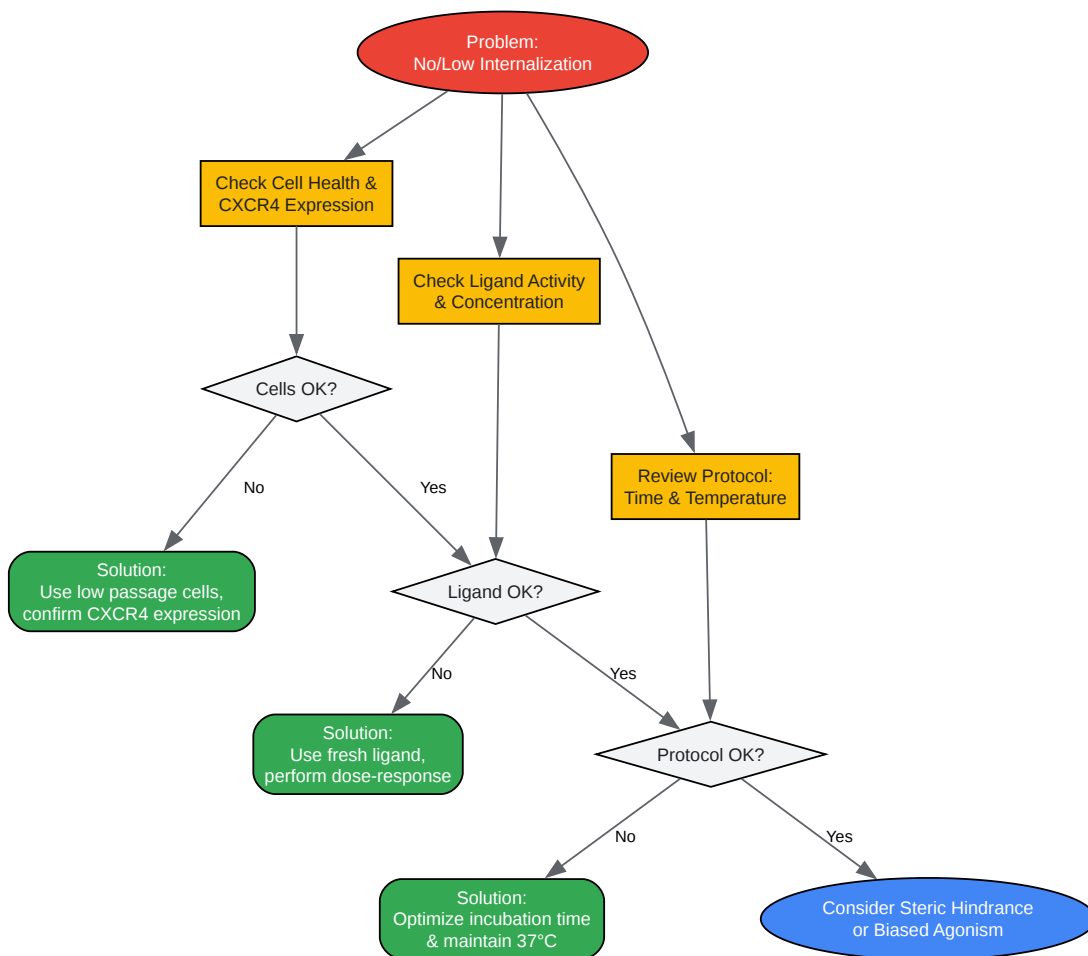 Problem:
No/Low Internalization
Check Cell Health &
CXCR4 Expression
Check Ligand Activity
& Concentration
Cells OK?
Review Protocol:
Time & Temperature
No
Yes
Solution:
Use low passage cells,
confirm CXCR4 expression
Ligand OK?
No
Yes
Solution:
Use fresh ligand,
perform dose-response
Protocol OK?
No
Yes
Solution:
Optimize incubation time
& maintain 37°C
Consider Steric Hindrance
or Biased Agonism